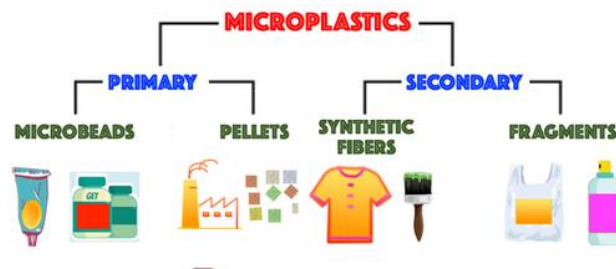 MICROPLASTICS
PRIMARY
SECONDARY
MICROBEADS
PELLETS
SYNTHETIC
FIBERS
FRAGMENTS
GET